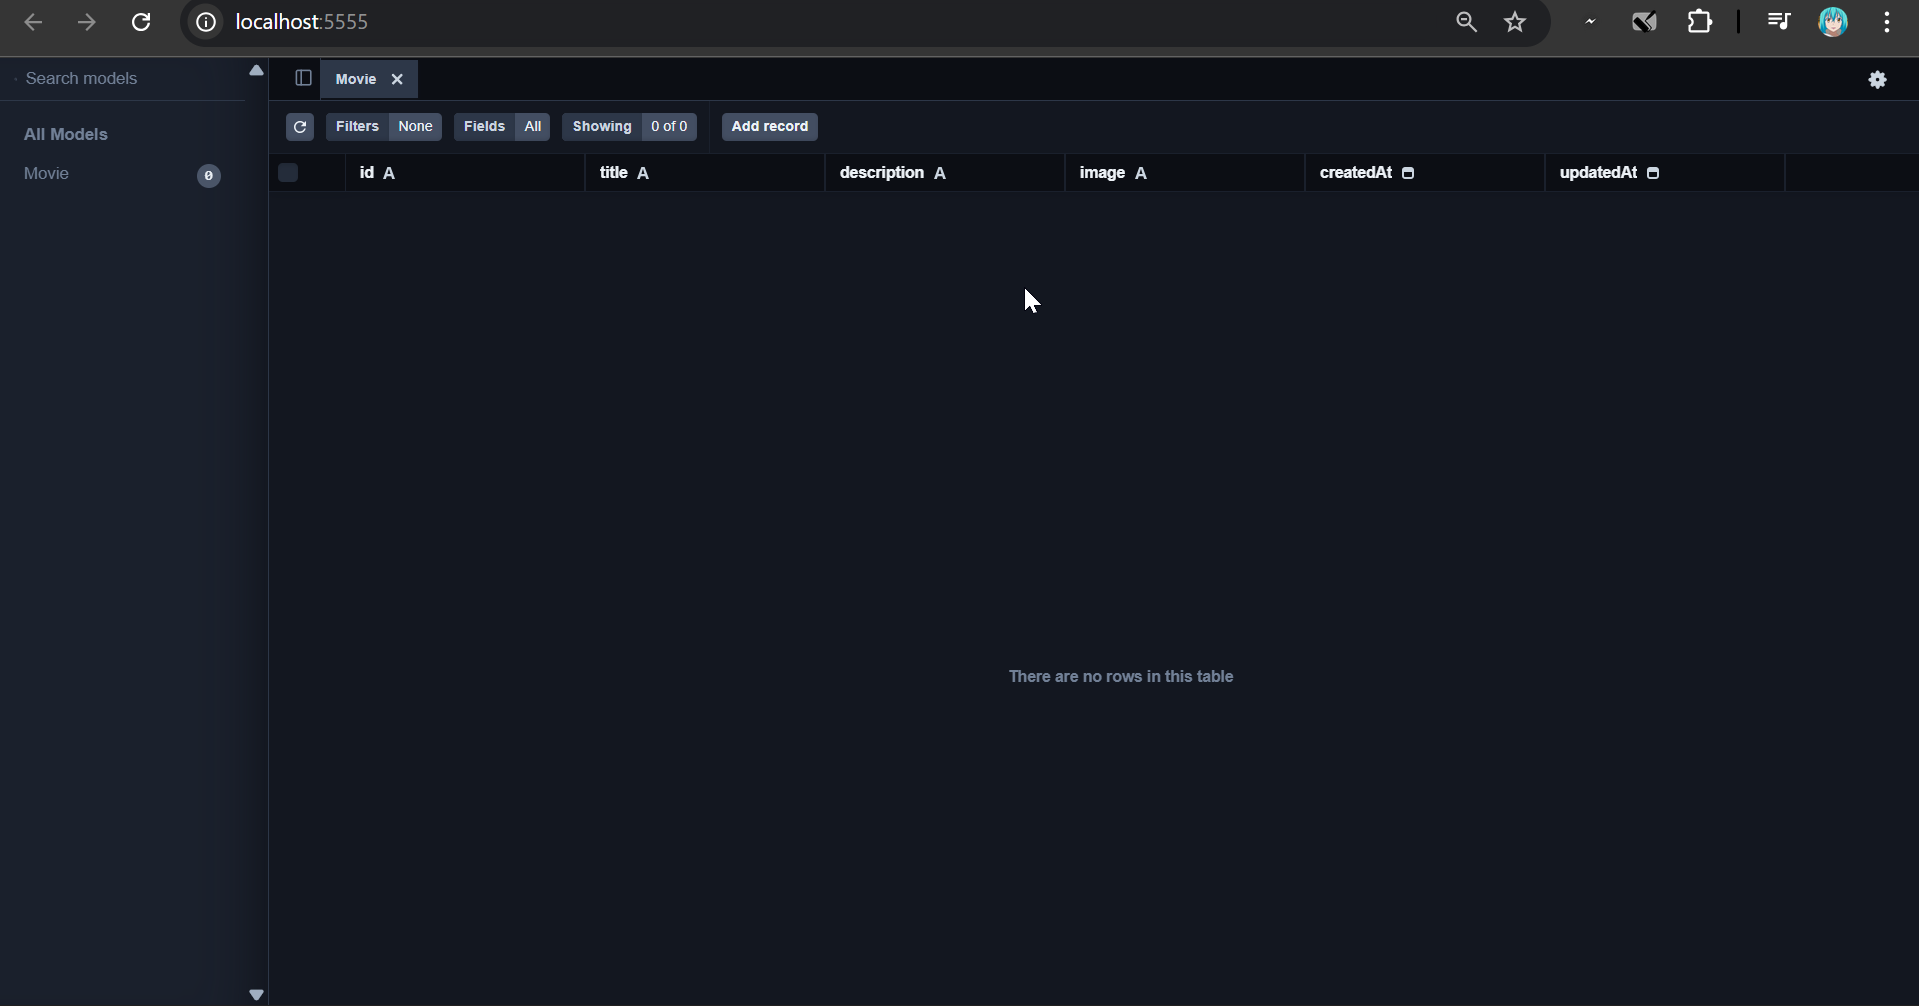 localhost:5555
Search models
Movie
Filters None Fields All Showing 0 of 0 Add record
All Models
Movie 0
id A title A description A image A createdAt updatedAt
There are no rows in this table